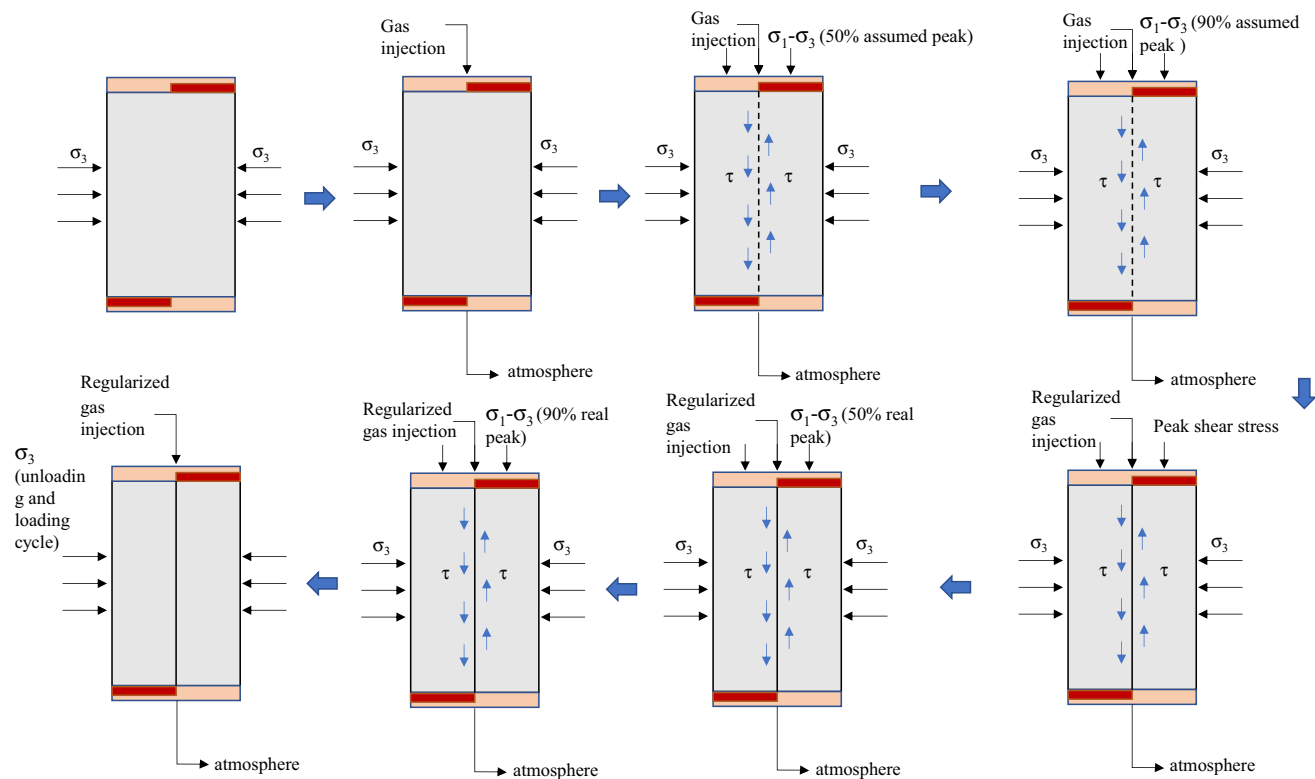 σ3
σ3
Gas
injection
σ3
σ3
atmosphere
Gas
injection
σ1-σ3 (50% assumed peak)
σ3
σ3
τ
τ
atmosphere
Gas
injection
σ1-σ3 (90% assumed
peak )
σ3
σ3
τ
τ
atmosphere
Regularized
gas
injection
Peak shear stress
σ3
σ3
τ
τ
atmosphere
Regularized
gas
injection
σ1-σ3 (50% real
peak)
σ3
σ3
τ
τ
atmosphere
Regularized
gas injection
σ1-σ3 (90% real
peak)
σ3
σ3
τ
τ
atmosphere
Regularized
gas
injection
σ3
(unloadin
g and
loading
cycle)
atmosphere